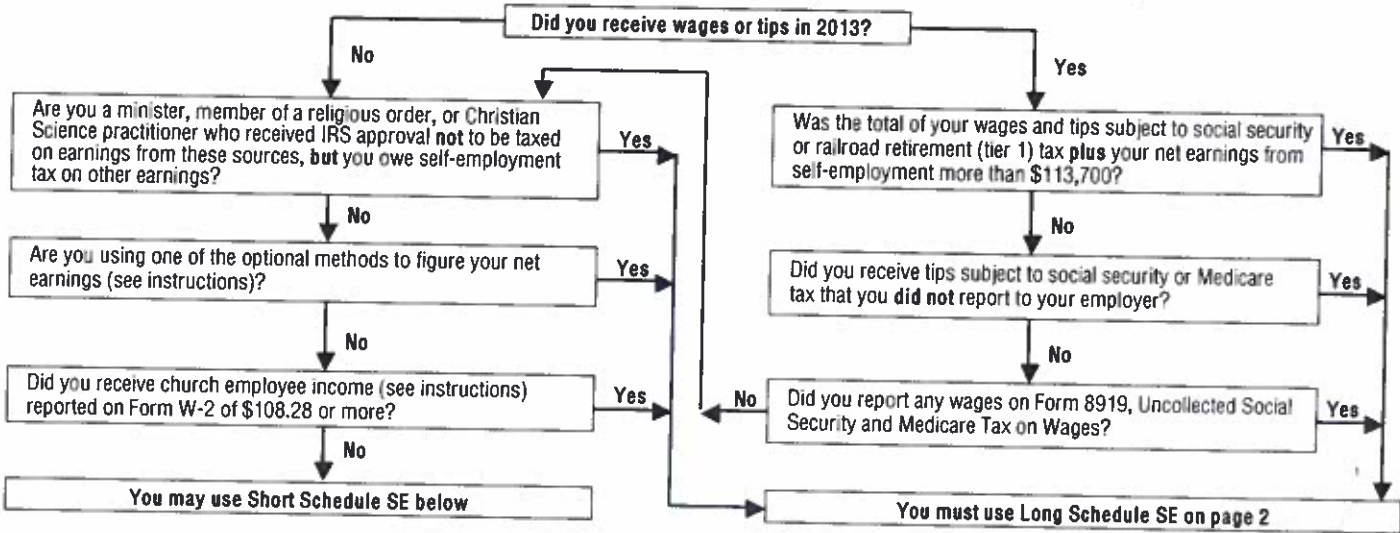 Did you receive wages or tips in 2013?
No
Yes
Are you a minister, member of a religious order, or Christian
Science practitioner who received IRS approval not to be taxed
on earnings from these sources, but you owe self-employment
tax on other earnings?
Yes
No
Are you using one of the optional methods to figure your net
earnings (see instructions)?
Yes
No
Did you receive church employee income (see instructions)
reported on Form W-2 of $108.28 or more?
Yes
No
You may use Short Schedule SE below
Was the total of your wages and tips subject to social security
or railroad retirement (tier 1) tax plus your net earnings from
self-employment more than $113,700?
Yes
No
Did you receive tips subject to social security or Medicare
tax that you did not report to your employer?
Yes
No
No
Did you report any wages on Form 8919, Uncollected Social
Security and Medicare Tax on Wages?
Yes
You must use Long Schedule SE on page 2